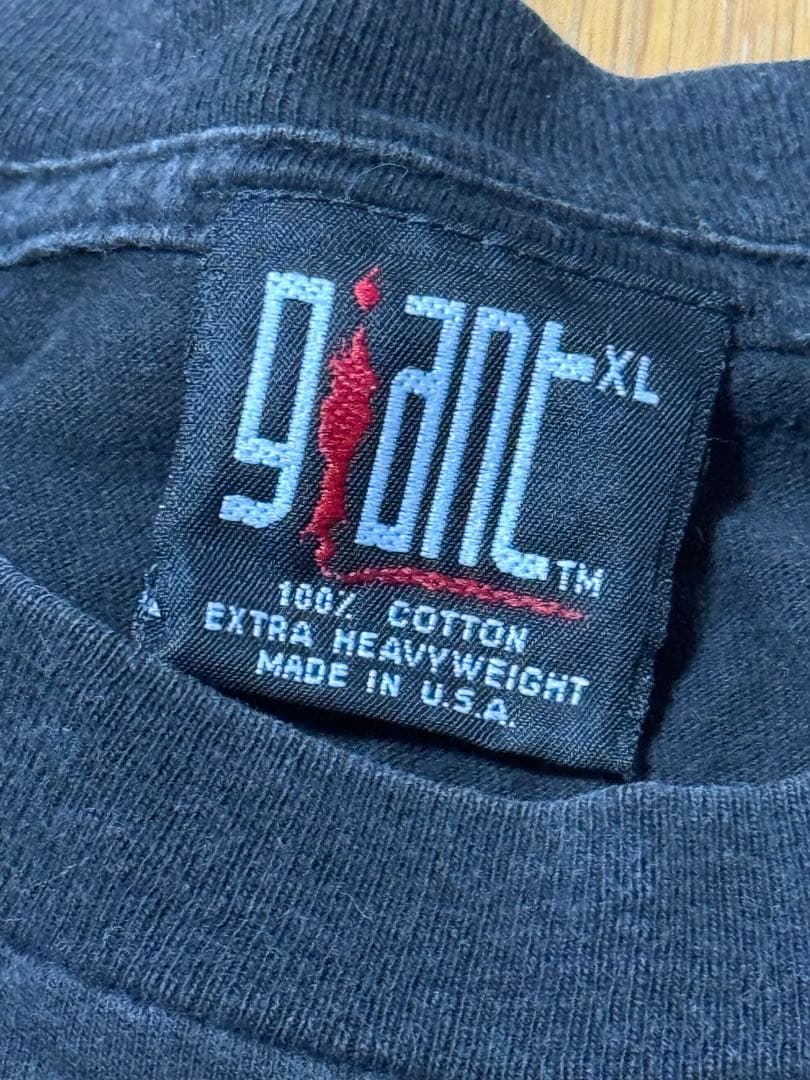 giant XL
TM
100% COTTON
EXTRA HEAVYWEIGHT
MADE IN U.S.A.